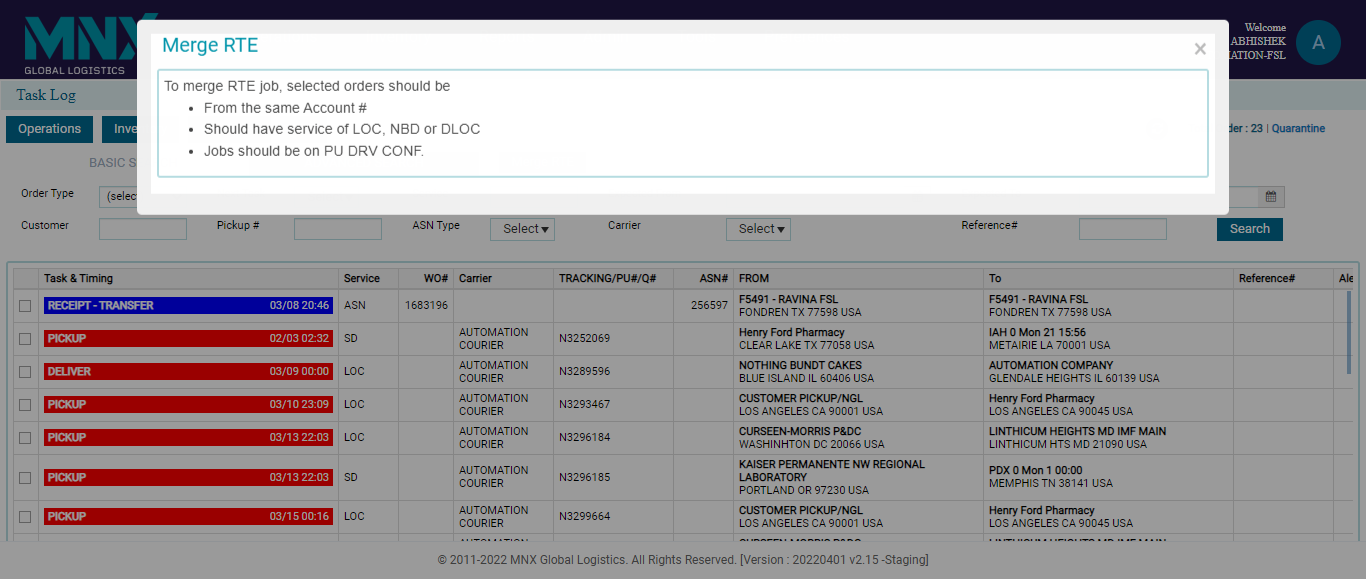 MNX
GLOBAL LOGISTICS
Merge RTE
×
To merge RTE job, selected orders should be
• From the same Account #
• Should have service of LOC, NBD or DLOC
• Jobs should be on PU DRV CONF.
Welcome
ABHISHEK
ATION-FSL
A
Task Log
Operations
Inve
der : 23 | Quarantine
BASIC S
Order Type
(selec
Customer
Pickup #
ASN Type
Select
Carrier
Select
Reference#
Search
Task & Timing Service WO# Carrier TRACKING/PU#/Q# ASN# FROM To Reference# Ale
RECEIPT - TRANSFER 03/08 20:46 ASN 1683196 256597 F5491 - RAVINA FSL F5491 - RAVINA FSL
FONDREN TX 77598 USA FONDREN TX 77598 USA
PICKUP 02/03 02:32 SD AUTOMATION N3252069 Henry Ford Pharmacy IAH 0 Mon 21 15:56
COURIER CLEAR LAKE TX 77058 USA METAIRIE LA 70001 USA
DELIVER 03/09 00:00 LOC AUTOMATION N3289596 NOTHING BUNDT CAKES AUTOMATION COMPANY
COURIER BLUE ISLAND IL 60406 USA GLENDALE HEIGHTS IL 60139 USA
PICKUP 03/10 23:09 LOC AUTOMATION N3293467 CUSTOMER PICKUP/NGL Henry Ford Pharmacy
COURIER LOS ANGELES CA 90001 USA LOS ANGELES CA 90045 USA
PICKUP 03/13 22:03 LOC AUTOMATION N3296184 CURSEEN-MORRIS P&DC LINTHICUM HEIGHTS MD IMF MAIN
COURIER WASHINHTON DC 20066 USA LINTHICUM HTS MD 21090 USA
PICKUP 03/13 22:03 SD AUTOMATION N3296185 KAISER PERMANENTE NW REGIONAL PDX 0 Mon 1 00:00
COURIER LABORATORY MEMPHIS TN 38141 USA
PORTLAND OR 97230 USA
PICKUP 03/15 00:16 LOC AUTOMATION N3299664 CUSTOMER PICKUP/NGL Henry Ford Pharmacy
COURIER LOS ANGELES CA 90001 USA LOS ANGELES CA 90045 USA
AUTOMATION CURSEEN-MORRIS P&DC LINTHICUM HEIGHTS MD IMF MAIN
© 2011-2022 MNX Global Logistics. All Rights Reserved. [Version : 20220401 v2.15 -Staging]